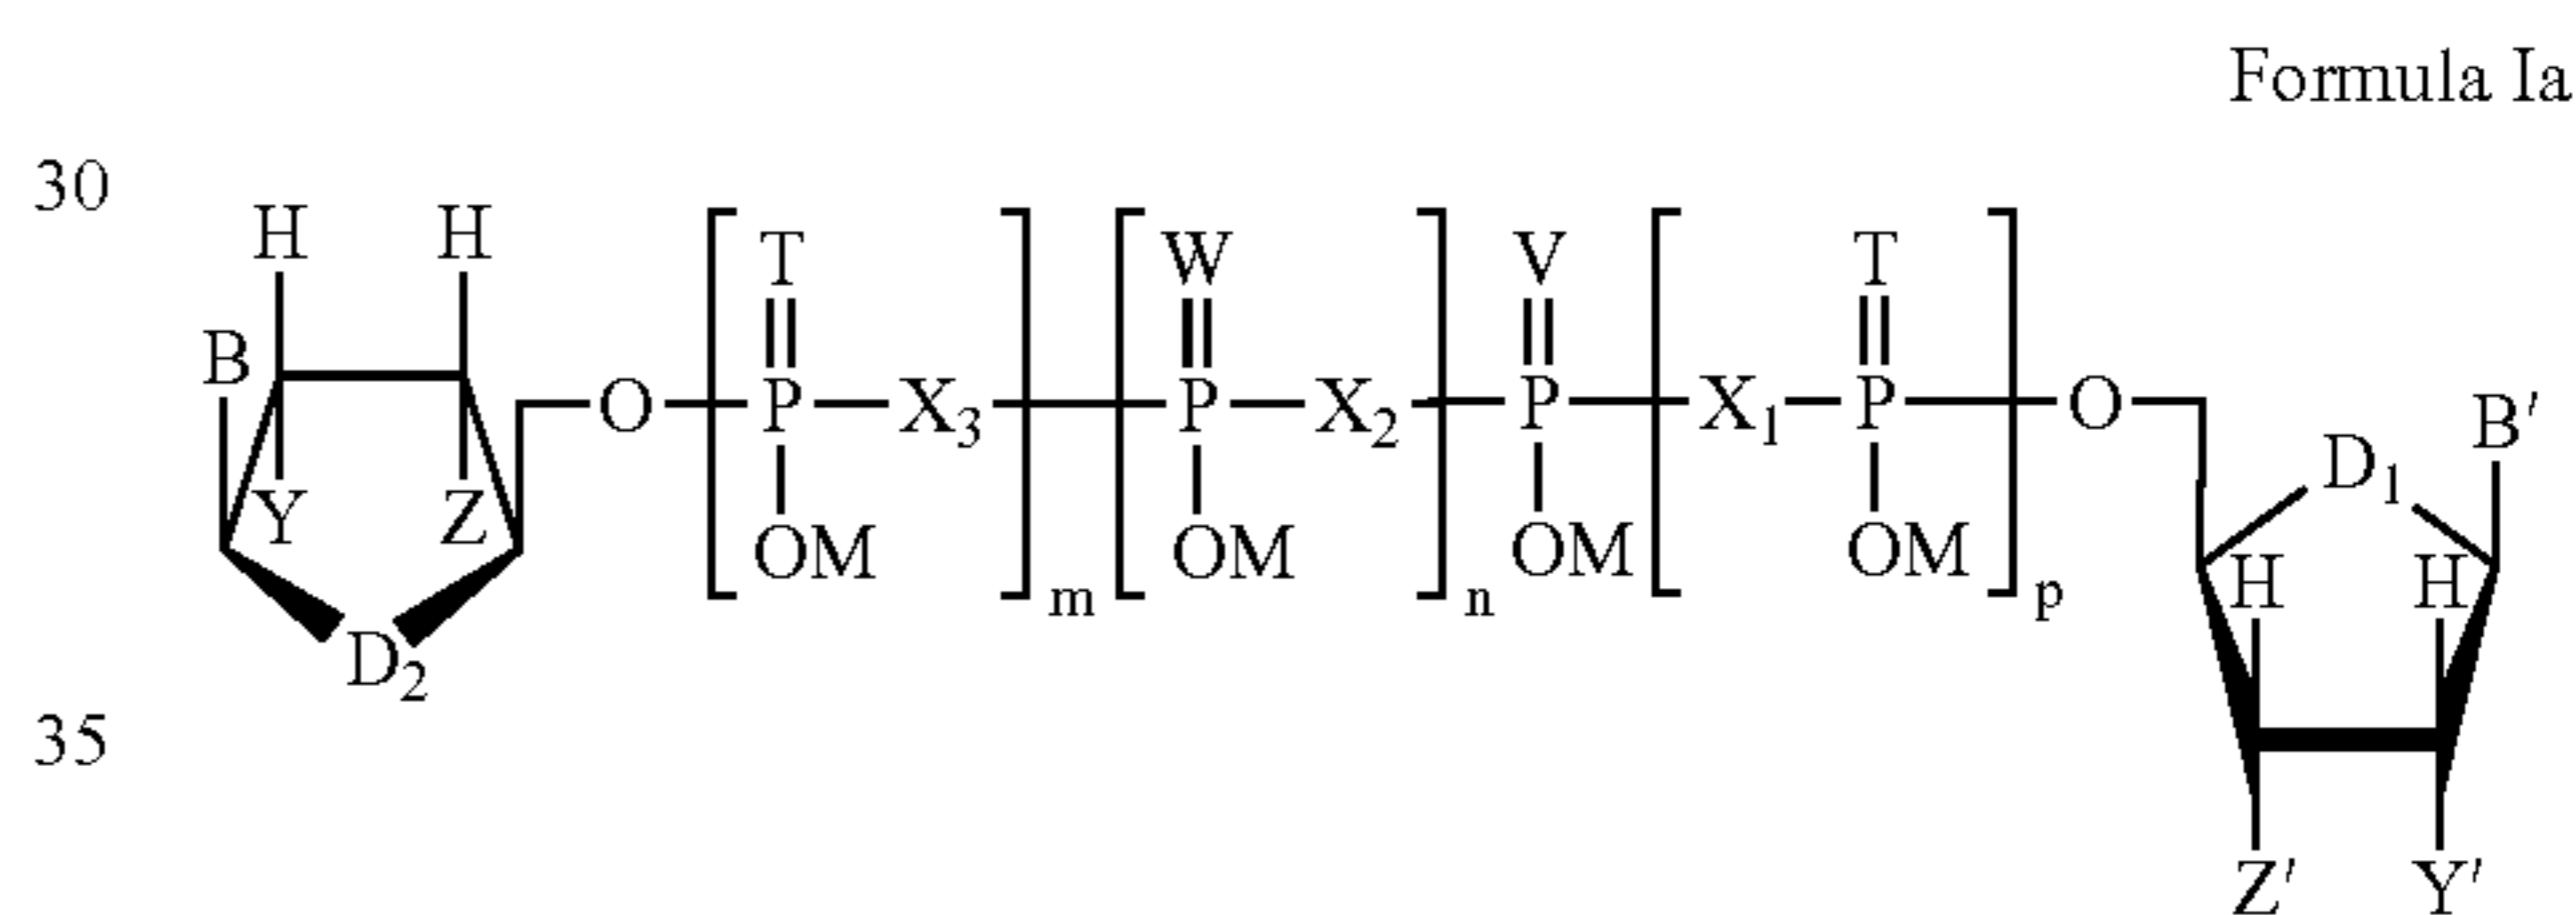 Formula Ia
30
H H T W V T
B P X₃ P X₂ P X₁ P O B′
O D₁
Y Z OM OM OM OM H H
m n p
D₂
35
Z′ Y′